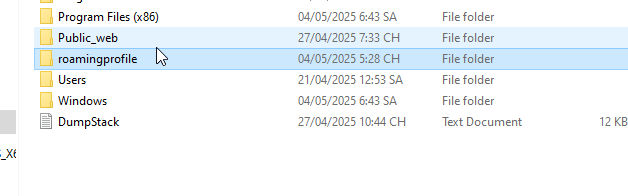 Program Files (x86) 04/05/2025 6:43 SA File folder
Public_web 27/04/2025 7:33 CH File folder
roamingprofile 04/05/2025 5:28 CH File folder
Users 21/04/2025 12:53 SA File folder
Windows 04/05/2025 6:43 SA File folder
DumpStack 27/04/2025 10:44 CH Text Document 12 KB